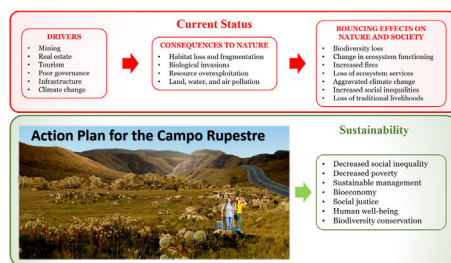 Current Status
DRIVERS
• Mining
• Real estate
• Tourism
• Poor governance
• Infrastructure
• Climate change
CONSEQUENCES TO NATURE
• Habitat loss and fragmentation
• Biological invasions
• Resource overexploitation
• Land, water, and air pollution
BOUNCING EFFECTS ON
NATURE AND SOCIETY
• Biodiversity loss
• Change in ecosystem functioning
• Increased fires
• Loss of ecosystem services
• Aggravated climate change
• Increased social inequalities
• Loss of traditional livelihoods
Action Plan for the Campo Rupestre
Sustainability
• Decreased social inequality
• Decreased poverty
• Sustainable management
• Bioeconomy
• Social justice
• Human well-being
• Biodiversity conservation